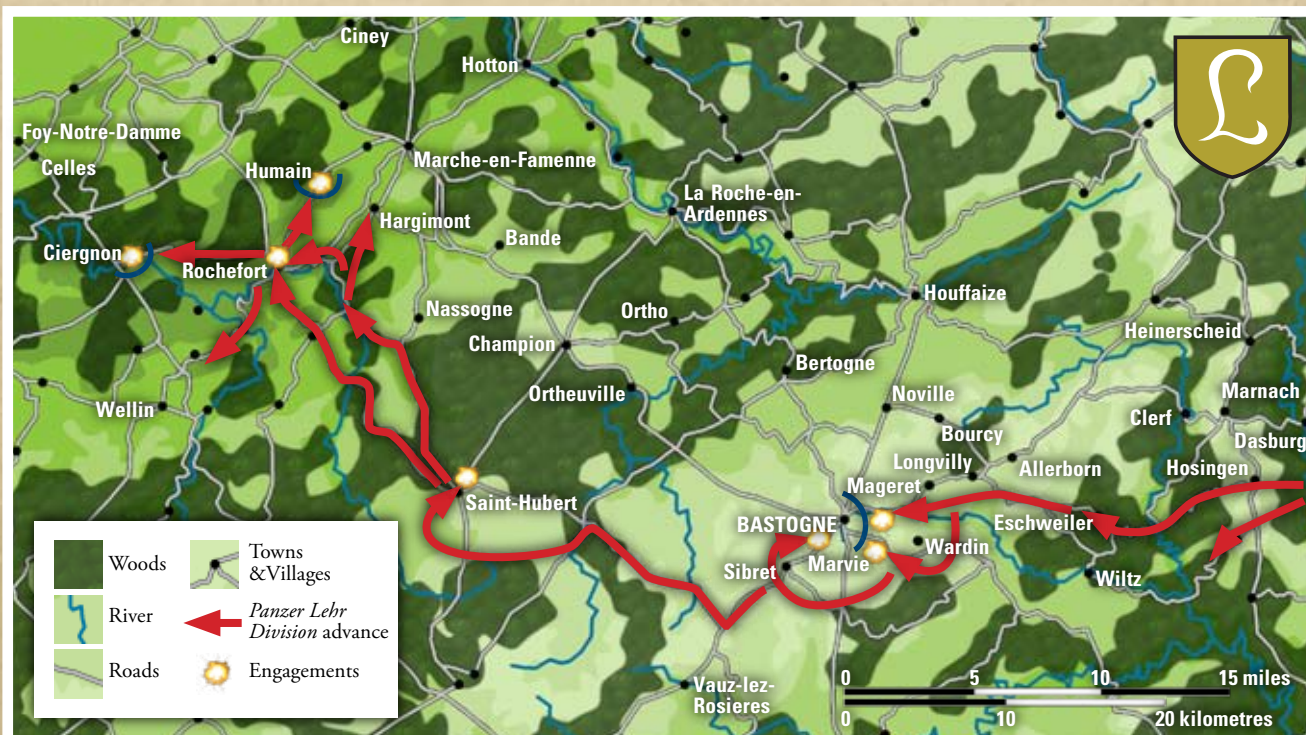 Ciney
Hotton
L
Foy-Notre-Damme
Celles
Humain
Marche-en-Famenne
La Roche-en-
Ardennes
Hargimont
Bande
Ciergnon
Rochefort
Houffaize
Nassogne
Ortho
Heinerscheid
Champion
Bertogne
Ortheuville
Marnach
Noville
Clerf
Wellin
Bourcy
Dasburg
Longvilly
Allerborn
Hosingen
Mageret
Saint-Hubert
BASTOGNE
Eschweiler
Wardin
Marvie
Sibret
Wiltz
Vauz-lez-
Rosieres
Woods
Towns
&Villages
River
Panzer Lehr
Division advance
Roads
Engagements
0 5 10 15 miles
0 10 20 kilometres